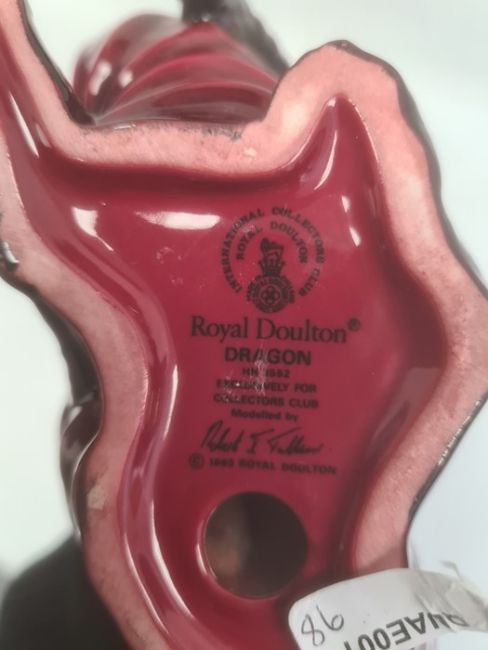 INTERNATIONAL COLLECTORS CLUB
ROYAL DOULTON
Royal Doulton®
DRAGON
EXCLUSIVELY FOR
COLLECTORS CLUB
Modelled by
© ROYAL DOULTON
86